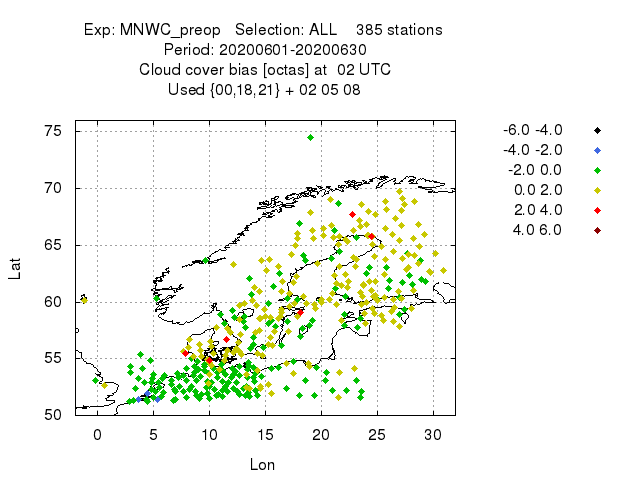 Exp: MNWC_preop   Selection: ALL    385 stations
Period: 20200601-20200630
Cloud cover bias [octas] at  02 UTC
Used {00,18,21} + 02 05 08
-6.0 -4.0
-4.0 -2.0
-2.0 0.0
0.0 2.0
2.0 4.0
4.0 6.0
75
70
65
60
55
50
Lat
0 5 10 15 20 25 30
Lon